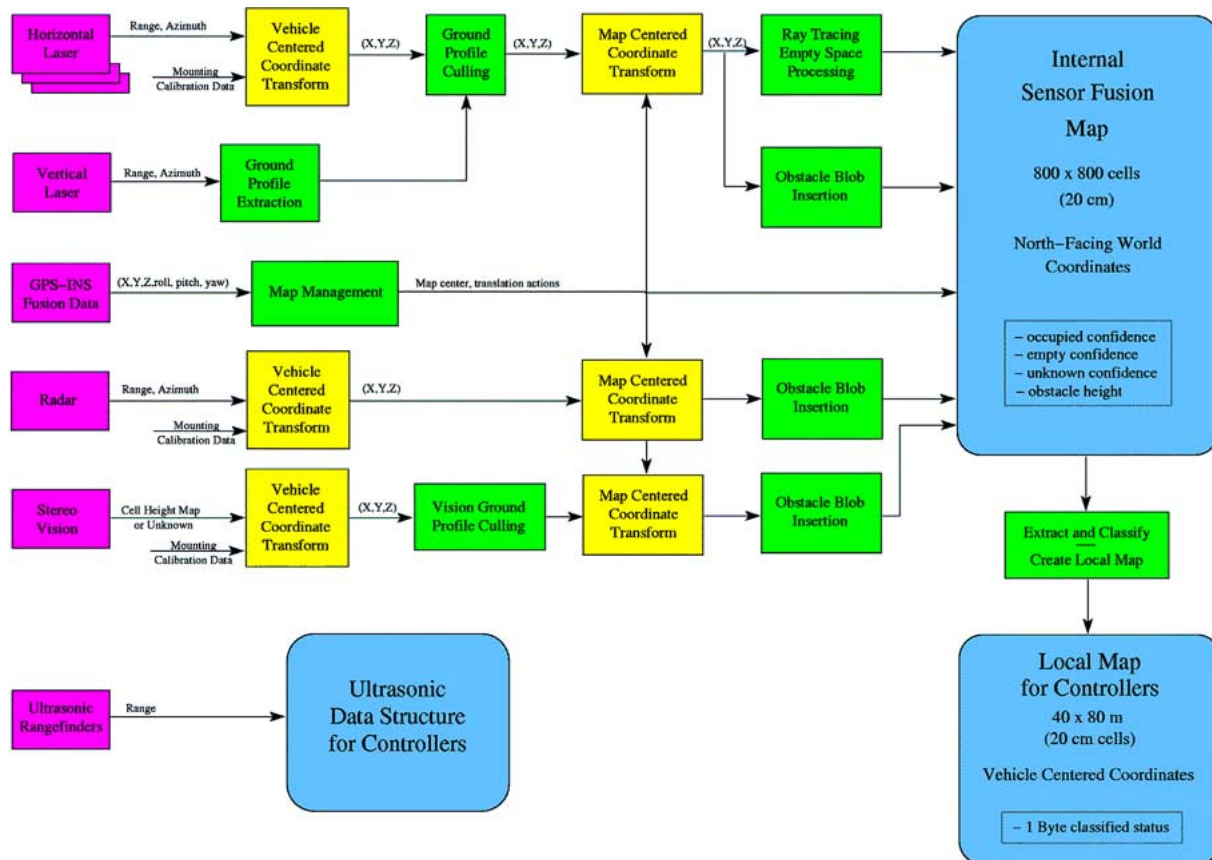 Horizontal
Laser
Range, Azimuth
Mounting
Calibration Data
Vehicle
Centered
Coordinate
Transform
(X,Y,Z)
Ground
Profile
Culling
(X,Y,Z)
Map Centered
Coordinate
Transform
(X,Y,Z)
Ray Tracing
Empty Space
Processing
Vertical
Laser
Range, Azimuth
Ground
Profile
Extraction
Obstacle Blob
Insertion
GPS–INS
Fusion Data
(X,Y,Z,roll, pitch, yaw)
Map Management
Map center, translation actions
Radar
Range, Azimuth
Mounting
Calibration Data
Vehicle
Centered
Coordinate
Transform
(X,Y,Z)
Map Centered
Coordinate
Transform
Obstacle Blob
Insertion
Stereo
Vision
Cell Height Map
or Unknown
Mounting
Calibration Data
Vehicle
Centered
Coordinate
Transform
(X,Y,Z)
Vision Ground
Profile Culling
Map Centered
Coordinate
Transform
Obstacle Blob
Insertion
Internal
Sensor Fusion
Map
800 x 800 cells
(20 cm)
North–Facing World
Coordinates
– occupied confidence
– empty confidence
– unknown confidence
– obstacle height
Extract and Classify
Create Local Map
Local Map
for Controllers
40 x 80 m
(20 cm cells)
Vehicle Centered Coordinates
– 1 Byte classified status
Ultrasonic
Rangefinders
Range
Ultrasonic
Data Structure
for Controllers